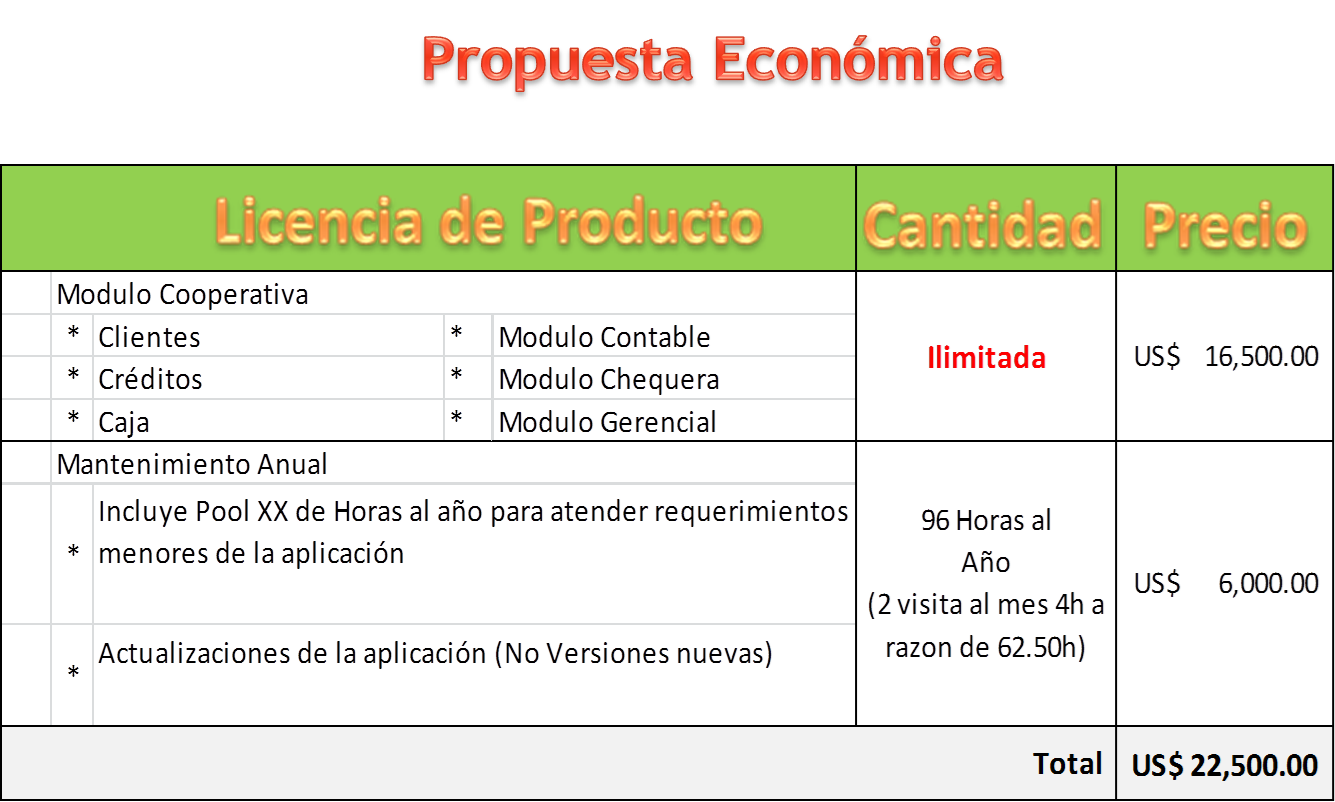 Propuesta Económica
Licencia de Producto Cantidad Precio
Modulo Cooperativa
* Clientes * Modulo Contable
* Créditos * Modulo Chequera
* Caja * Modulo Gerencial
Ilimitada
US$ 16,500.00
Mantenimiento Anual
* Incluye Pool XX de Horas al año para atender requerimientos
menores de la aplicación
* Actualizaciones de la aplicación (No Versiones nuevas)
96 Horas al
Año
(2 visita al mes 4h a
razon de 62.50h)
US$ 6,000.00
Total US$ 22,500.00